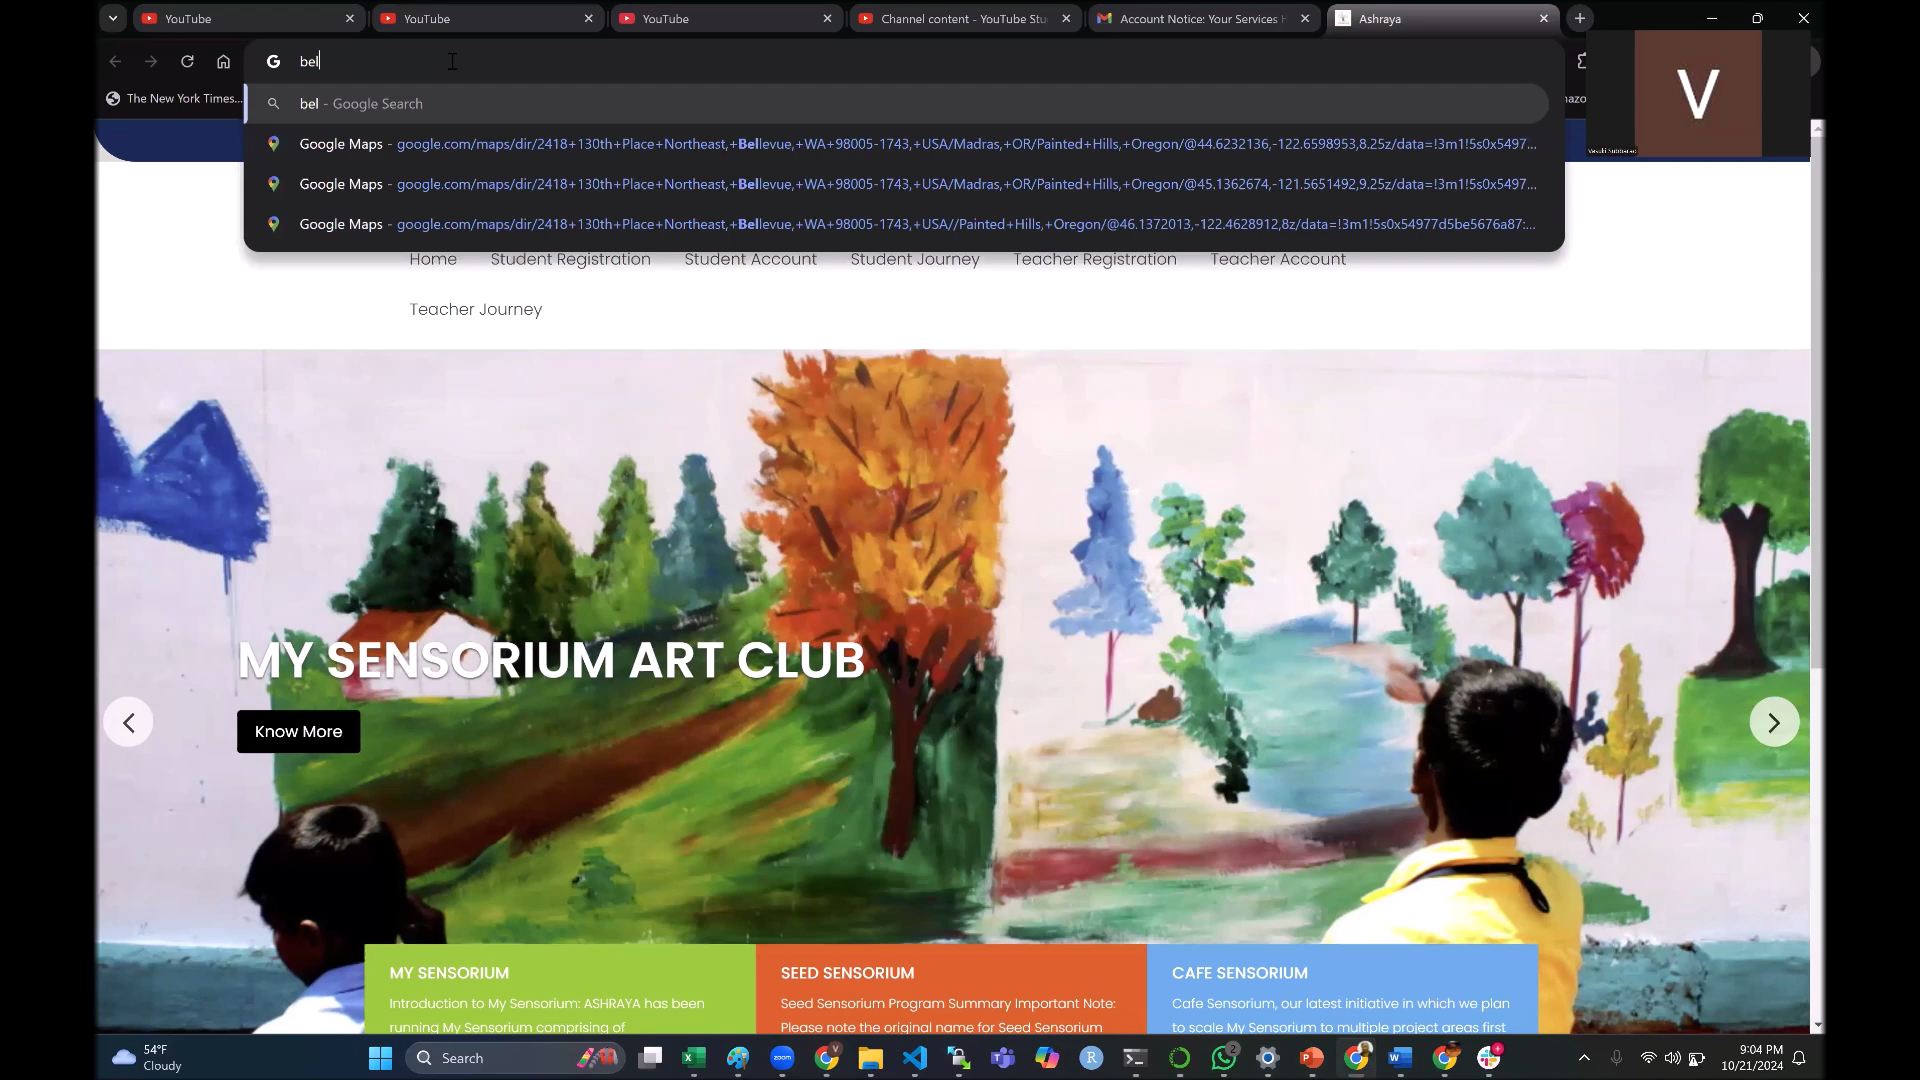 YouTube
YouTube
YouTube
Channel content - YouTube Stu
Account Notice: Your Services H
Ashraya
bel
The New York Times...
bel - Google Search
Google Maps - google.com/maps/dir/2418+130th+Place+Northeast,+Bellevue,+WA+98005-1743,+USA/Madras,+OR/Painted+Hills,+Oregon/@44.6232136,-122.6598953,8.25z/data=!3m1!5s0x5497...
Google Maps - google.com/maps/dir/2418+130th+Place+Northeast,+Bellevue,+WA+98005-1743,+USA/Madras,+OR/Painted+Hills,+Oregon/@45.1362674,-121.5651492,9.25z/data=!3m1!5s0x5497...
Google Maps - google.com/maps/dir/2418+130th+Place+Northeast,+Bellevue,+WA+98005-1743,+USA//Painted+Hills,+Oregon/@46.1372013,-122.4628912,8z/data=!3m1!5s0x54977d5be5676a87:...
V
Vasuki Subbarao
Home Student Registration Student Account Student Journey Teacher Registration Teacher Account
Teacher Journey
MY SENSORIUM ART CLUB
Know More
MY SENSORIUM
Introduction to My Sensorium: ASHRAYA has been
running My Sensorium comprising of
SEED SENSORIUM
Seed Sensorium Program Summary Important Note:
Please note the original name for Seed Sensorium
CAFE SENSORIUM
Cafe Sensorium, our latest initiative in which we plan
to scale My Sensorium to multiple project areas first
54°F
Cloudy
Search
zoom
2
9:04 PM
10/21/2024